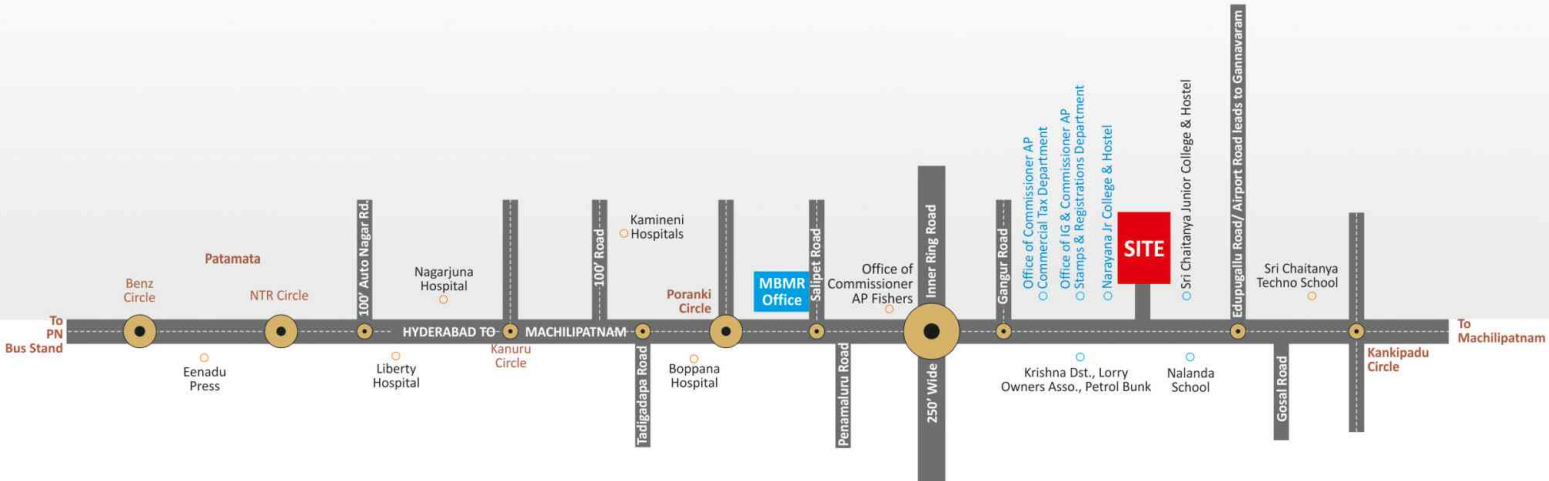 To
PN
Bus Stand
Benz
Circle
Patamata
NTR Circle
Eenadu
Press
100' Auto Nagar Rd.
Nagarjuna
Hospital
Liberty
Hospital
HYDERABAD TO MACHILIPATNAM
Kanuru
Circle
100' Road
Kamineni
Hospitals
Tadigadapa Road
Poranki
Circle
Boppana
Hospital
MBMR
Office
Salipet Road
Penamaluru Road
Office of
Commissioner
AP Fishers
250' Wide Inner Ring Road
Gangur Road
Office of Commissioner AP
Commercial Tax Department
Office of IG & Commissioner AP
Stamps & Registrations Department
Narayana Jr College & Hostel
Krishna Dst., Lorry
Owners Asso., Petrol Bunk
SITE
Sri Chaitanya Junior College & Hostel
Nalanda
School
Edupugallu Road/ Airport Road leads to Gannavaram
Gosal Road
Sri Chaitanya
Techno School
Kankipadu
Circle
To
Machilipatnam